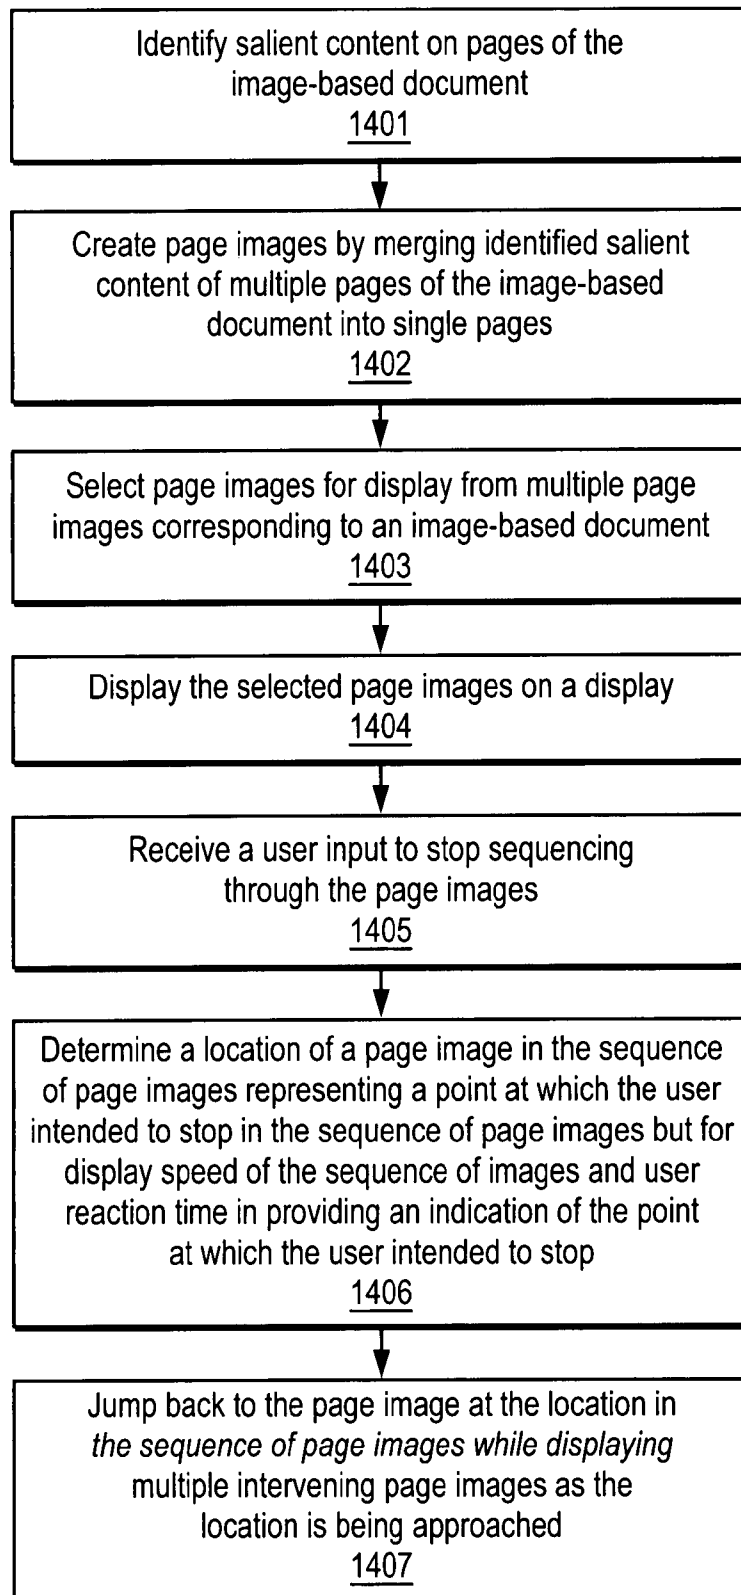 Identify salient content on pages of the
image-based document
1401
Create page images by merging identified salient
content of multiple pages of the image-based
document into single pages
1402
Select page images for display from multiple page
images corresponding to an image-based document
1403
Display the selected page images on a display
1404
Receive a user input to stop sequencing
through the page images
1405
Determine a location of a page image in the sequence
of page images representing a point at which the user
intended to stop in the sequence of page images but for
display speed of the sequence of images and user
reaction time in providing an indication of the point
at which the user intended to stop
1406
Jump back to the page image at the location in
the sequence of page images while displaying
multiple intervening page images as the
location is being approached
1407